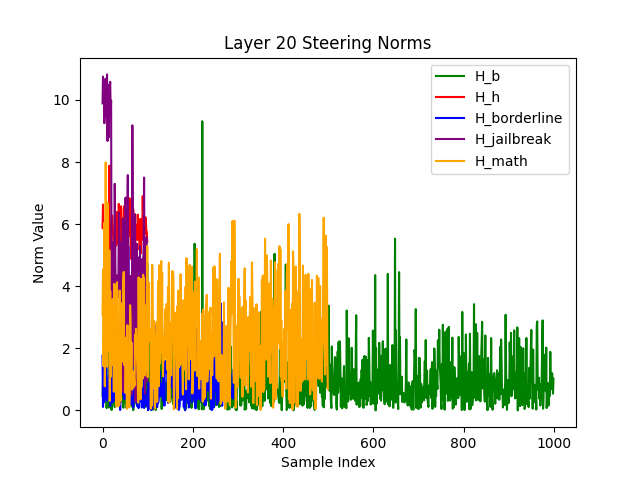 Layer 20 Steering Norms
H_b
H_h
H_borderline
H_jailbreak
H_math
Norm Value
10
8
6
4
2
0
0
200
400
600
800
1000
Sample Index